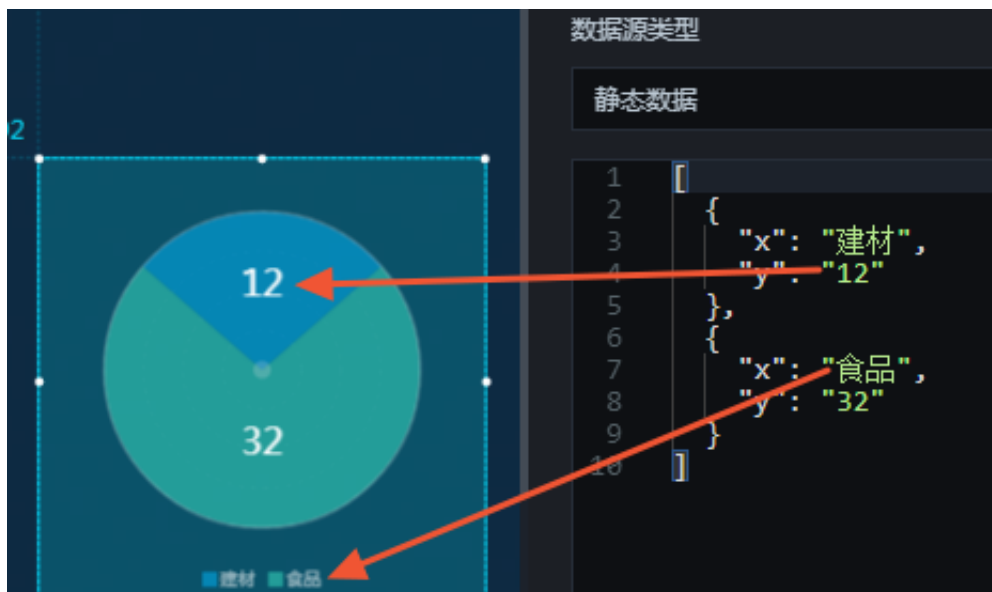 数据源类型
静态数据
02
12
32
建材 食品
1 [
2 {
3 "x": "建材",
4 "y": "12"
5 },
6 {
7 "x": "食品",
8 "y": "32"
9 }
10 ]